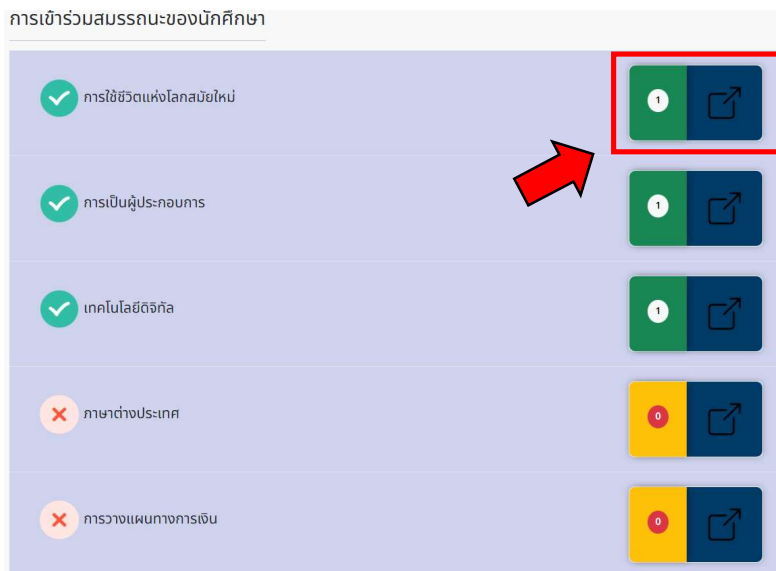 การเข้าร่วมสมรรถนะของนักศึกษา
การใช้ชีวิตแห่งโลกสมัยใหม่ 1
การเป็นผู้ประกอบการ 1
เทคโนโลยีดิจิทัล 1
ภาษาต่างประเทศ 0
การวางแผนทางการเงิน 0